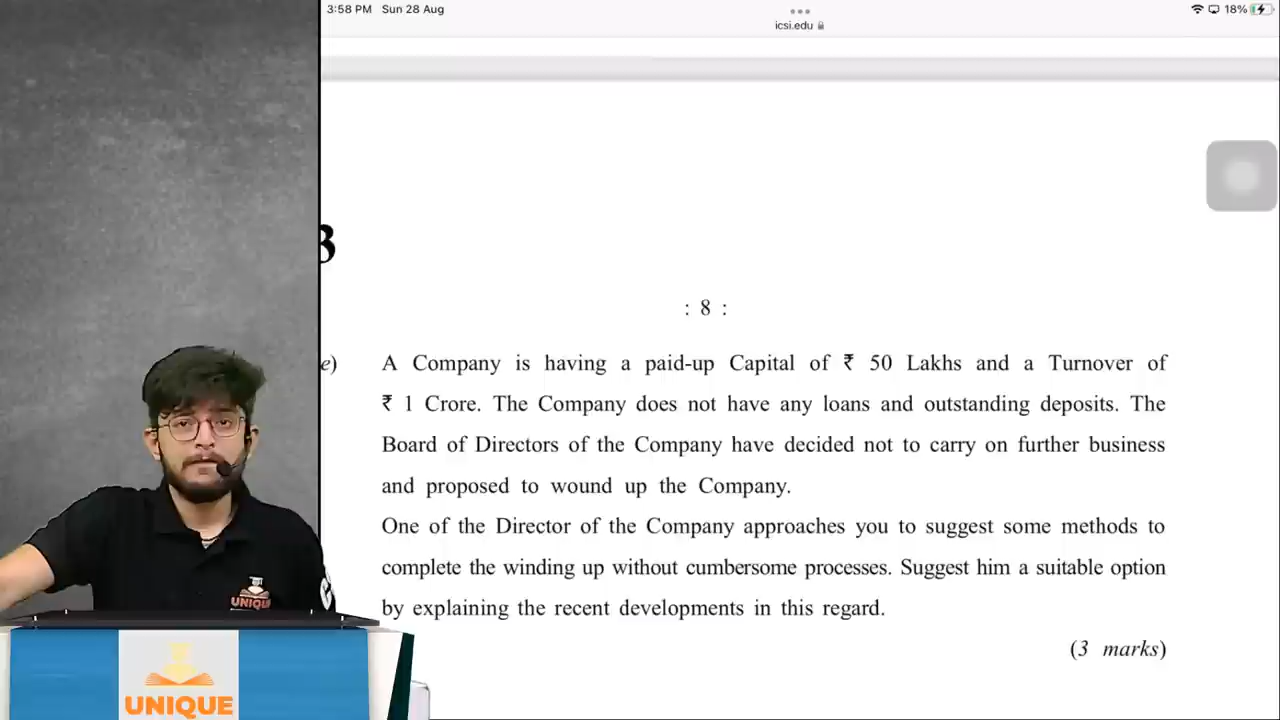 3:58 PM Sun 28 Aug
icsi.edu
18%
8
: 8 :
e) A Company is having a paid-up Capital of ₹ 50 Lakhs and a Turnover of
₹ 1 Crore. The Company does not have any loans and outstanding deposits. The
Board of Directors of the Company have decided not to carry on further business
and proposed to wound up the Company.
One of the Director of the Company approaches you to suggest some methods to
complete the winding up without cumbersome processes. Suggest him a suitable option
by explaining the recent developments in this regard.
(3 marks)
UNIQUE
UNIQUE